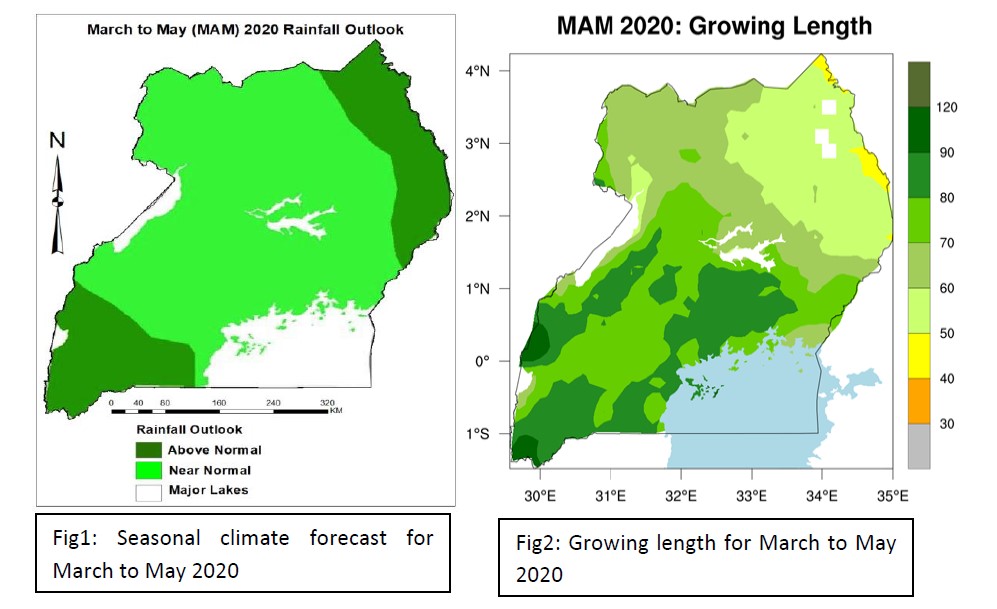 March to May (MAM) 2020 Rainfall Outlook
N
0 40 80 160 240 320
KM
Rainfall Outlook
Above Normal
Near Normal
Major Lakes
Fig1: Seasonal climate forecast for
March to May 2020
MAM 2020: Growing Length
4°N
3°N
2°N
1°N
0°
1°S
30°E 31°E 32°E 33°E 34°E 35°E
120
90
80
70
60
50
40
30
Fig2: Growing length for March to May
2020